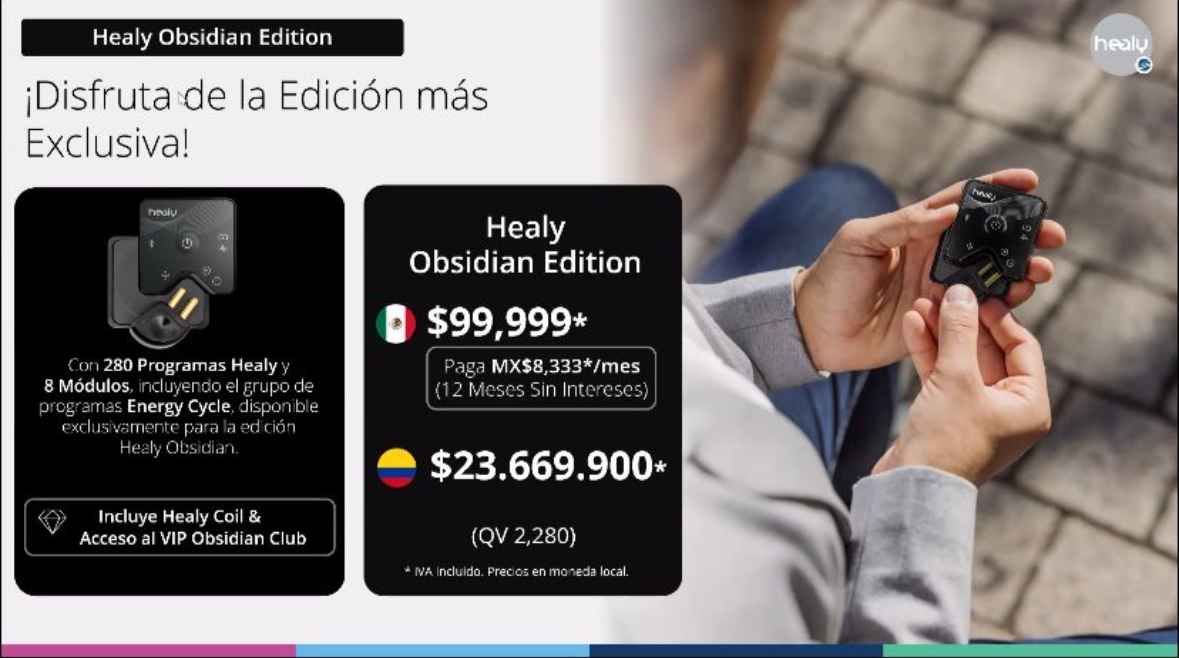 Healy Obsidian Edition
healy
¡Disfruta de la Edición más
Exclusiva!
healy
Con 280 Programas Healy y
8 Módulos, incluyendo el grupo de
programas Energy Cycle, disponible
exclusivamente para la edición
Healy Obsidian.
Incluye Healy Coil &
Acceso al VIP Obsidian Club
Healy
Obsidian Edition
$99,999*
Paga MX$8,333*/mes
(12 Meses Sin Intereses)
$23.669.900*
(QV 2,280)
* IVA incluido. Precios en moneda local.
healy